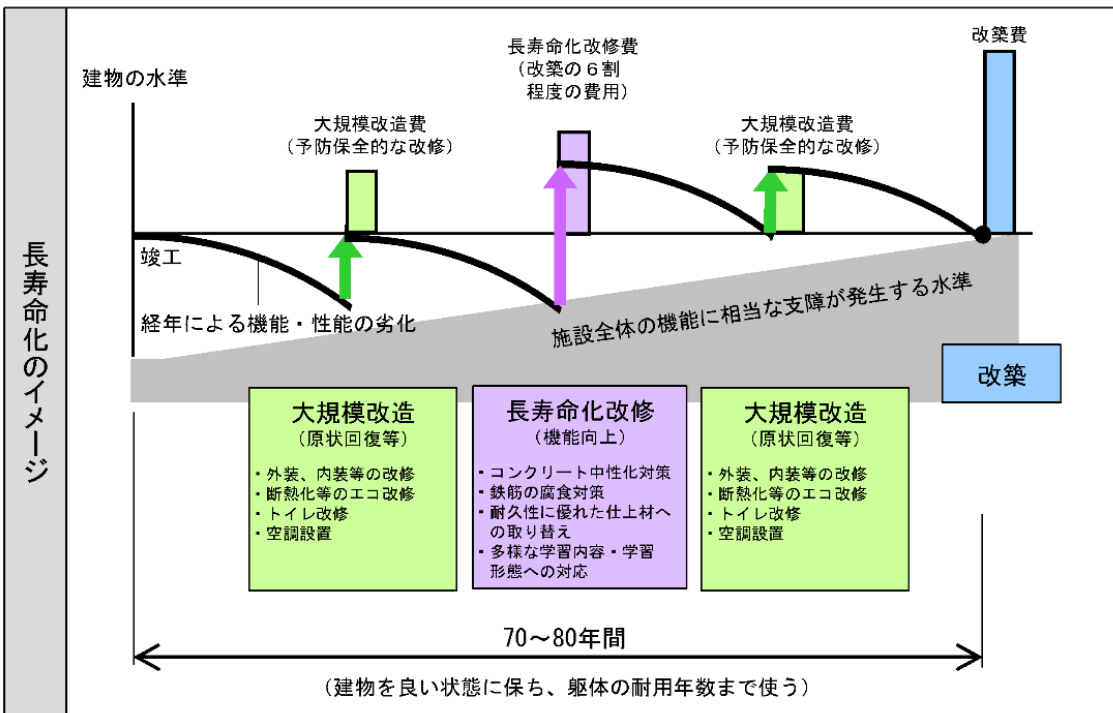 長寿命化のイメージ
建物の水準
長寿命化改修費
(改築の6割
程度の費用)
改築費
大規模改造費
(予防保全的な改修)
大規模改造費
(予防保全的な改修)
竣工
経年による機能・性能の劣化
施設全体の機能に相当な支障が発生する水準
改築
大規模改造
(原状回復等)
・外装、内装等の改修
・断熱化等のエコ改修
・トイレ改修
・空調設置
長寿命化改修
(機能向上)
・コンクリート中性化対策
・鉄筋の腐食対策
・耐久性に優れた仕上材へ
の取り替え
・多様な学習内容・学習
形態への対応
大規模改造
(原状回復等)
・外装、内装等の改修
・断熱化等のエコ改修
・トイレ改修
・空調設置
70～80年間
(建物を良い状態に保ち、躯体の耐用年数まで使う)